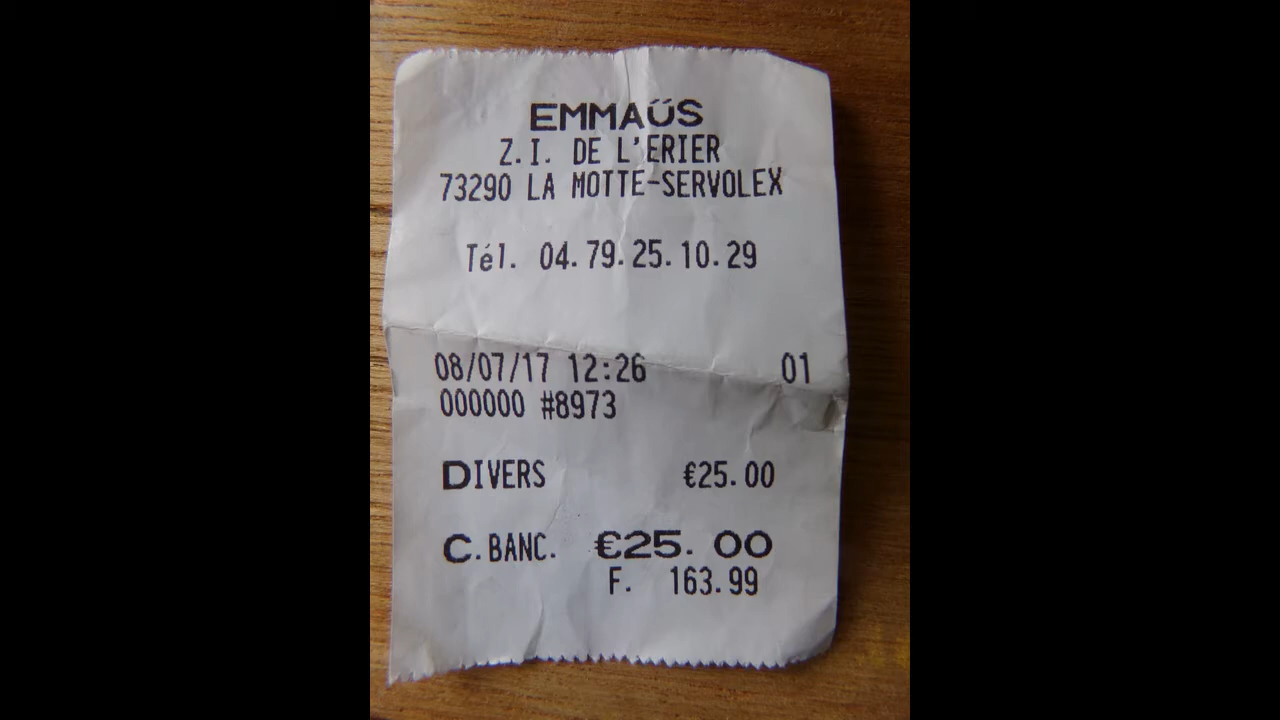 EMMAÜS
Z.I. DE L'ERIER
73290 LA MOTTE-SERVOLEX
Tél. 04.79.25.10.29
08/07/17 12:26 01
000000 #8973
DIVERS €25.00
C.BANC. €25.00
F. 163.99